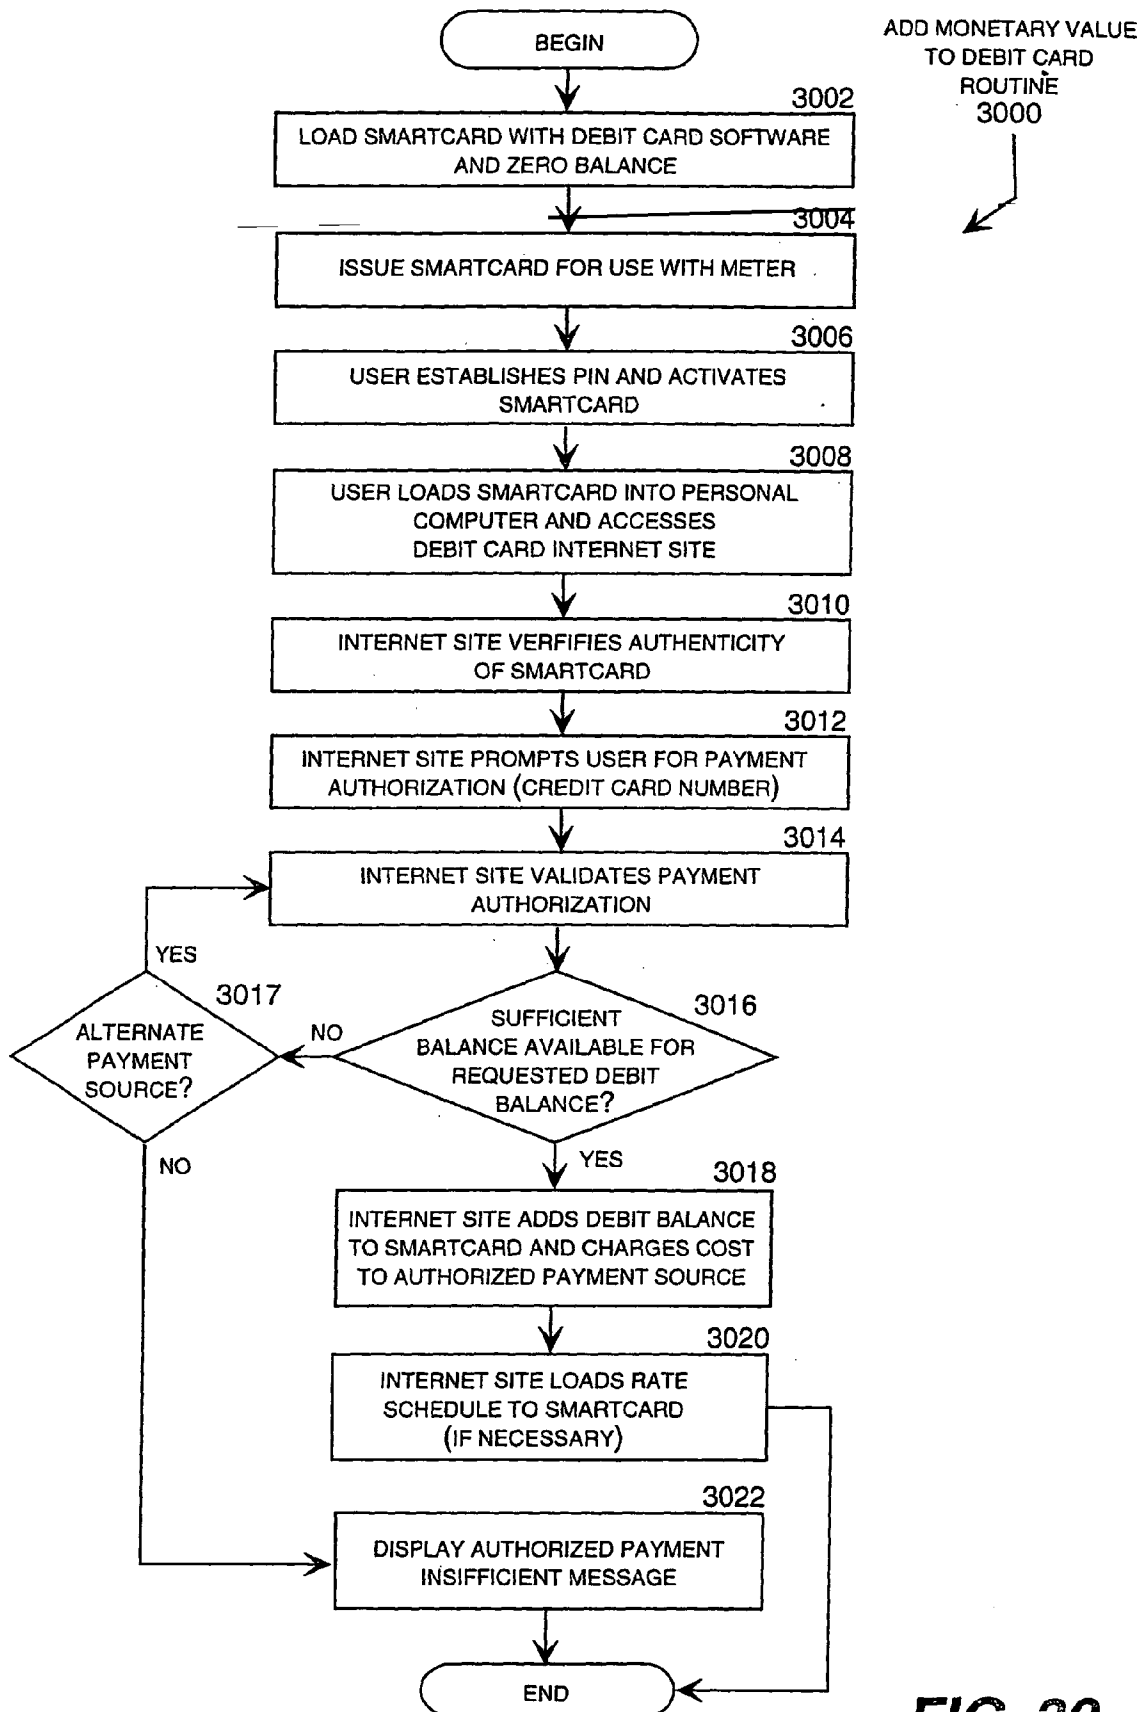 BEGIN
ADD MONETARY VALUE
TO DEBIT CARD
ROUTINE
3000
3002
LOAD SMARTCARD WITH DEBIT CARD SOFTWARE
AND ZERO BALANCE
3004
ISSUE SMARTCARD FOR USE WITH METER
3006
USER ESTABLISHES PIN AND ACTIVATES
SMARTCARD
3008
USER LOADS SMARTCARD INTO PERSONAL
COMPUTER AND ACCESSES
DEBIT CARD INTERNET SITE
3010
INTERNET SITE VERFIFIES AUTHENTICITY
OF SMARTCARD
3012
INTERNET SITE PROMPTS USER FOR PAYMENT
AUTHORIZATION (CREDIT CARD NUMBER)
3014
INTERNET SITE VALIDATES PAYMENT
AUTHORIZATION
YES
3017
ALTERNATE
PAYMENT
SOURCE?
NO
3016
SUFFICIENT
BALANCE AVAILABLE FOR
REQUESTED DEBIT
BALANCE?
NO
YES
3018
INTERNET SITE ADDS DEBIT BALANCE
TO SMARTCARD AND CHARGES COST
TO AUTHORIZED PAYMENT SOURCE
3020
INTERNET SITE LOADS RATE
SCHEDULE TO SMARTCARD
(IF NECESSARY)
3022
DISPLAY AUTHORIZED PAYMENT
INSIFFICIENT MESSAGE
END
FIG.